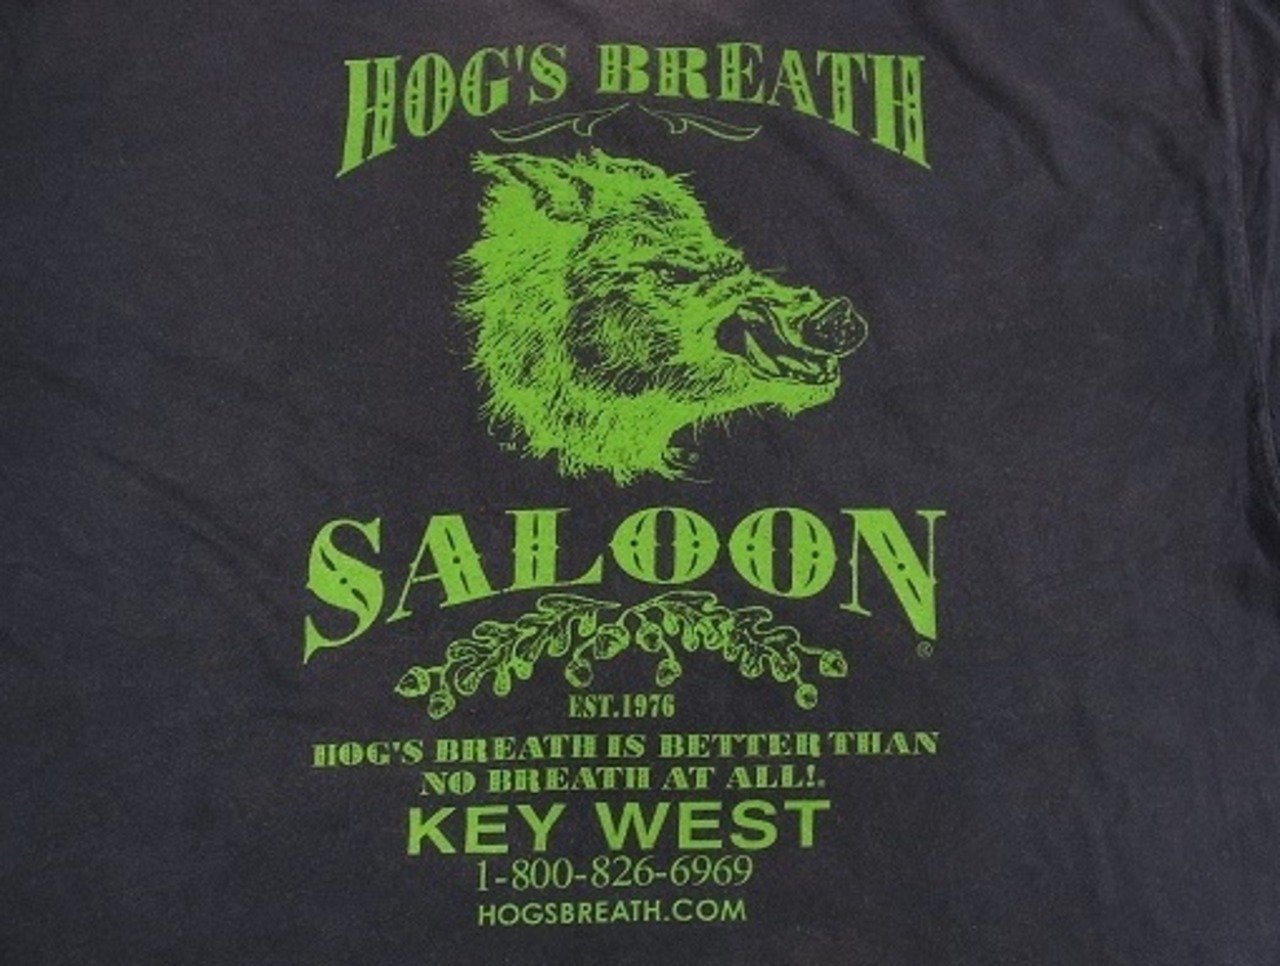 HOG'S BREATH
™
SALOON
®
EST. 1976
HOG'S BREATH IS BETTER THAN
NO BREATH AT ALL!®
KEY WEST
1-800-826-6969
HOGSBREATH.COM